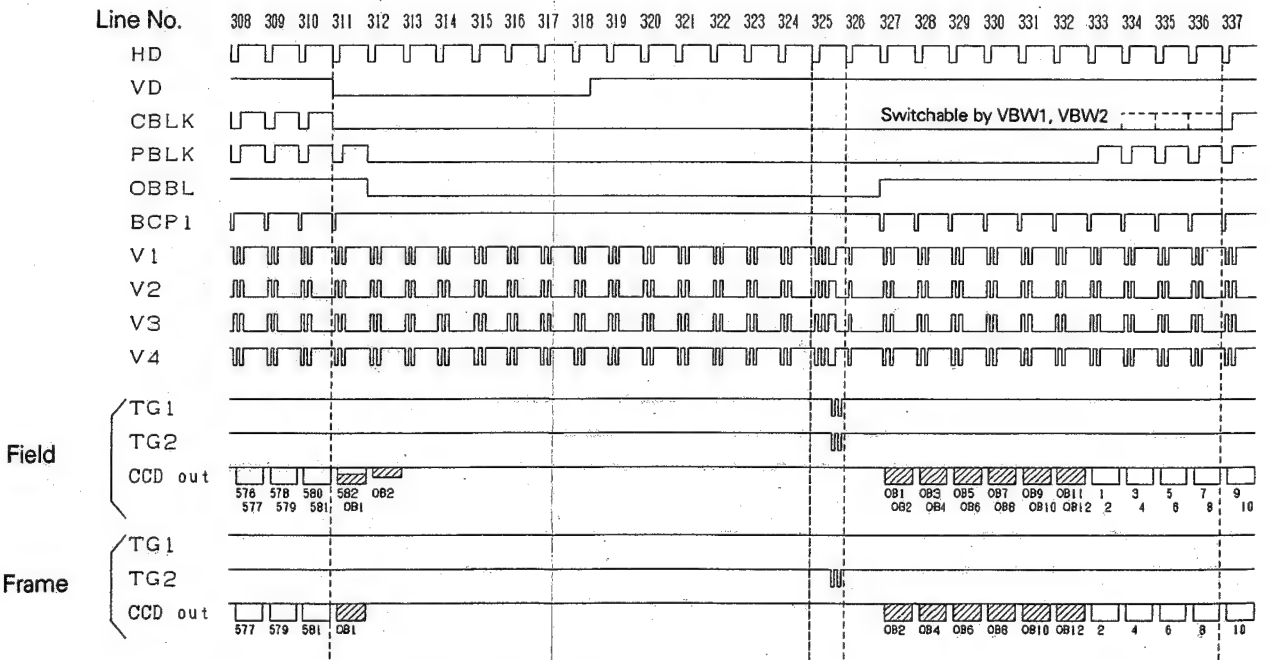 Line No. 308 309 310 311 312 313 314 315 316 317 318 319 320 321 322 323 324 325 326 327 328 329 330 331 332 333 334 335 336 337
HD
VD
CBLK Switchable by VBW1, VBW2
PBLK
OBBL
BCP1
V1
V2
V3
V4
Field
TG1
TG2
CCD out
576 578 580 582 OB2 OB1 OB3 OB5 OB7 OB9 OB11 1 3 5 7 9
577 579 581 OB1 OB2 OB4 OB6 OB8 OB10 OB12 2 4 6 8 10
Frame
TG1
TG2
CCD out
577 579 581 OB1 OB2 OB4 OB6 OB8 OB10 OB12 2 4 6 8 10